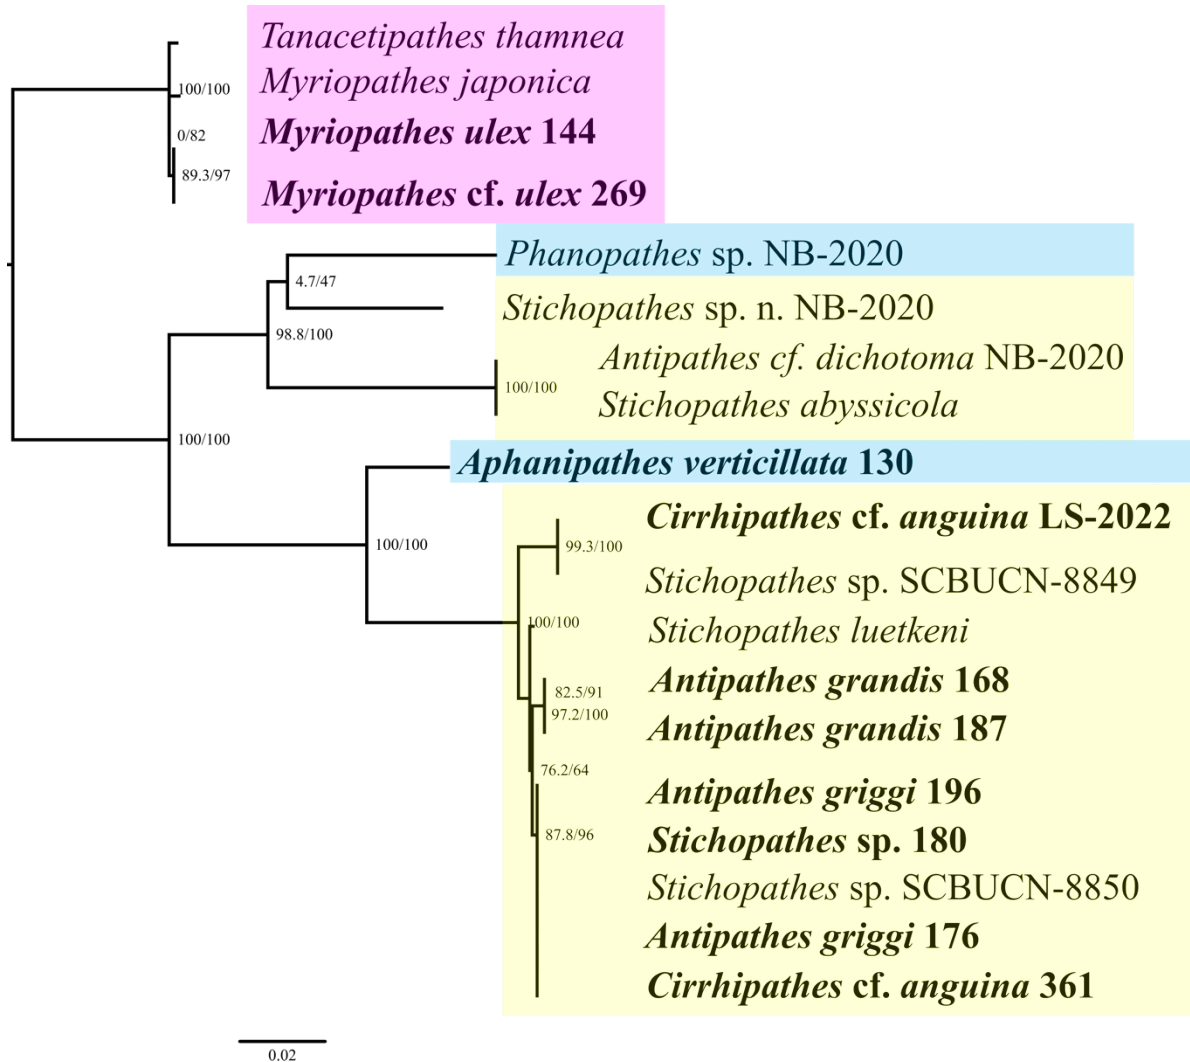 Tanacetipathes thamnea
Myriopathes japonica
100/100
Myriopathes ulex 144
0/82
89.3/97
Myriopathes cf. ulex 269
Phanopathes sp. NB-2020
4.7/47
Stichopathes sp. n. NB-2020
98.8/100
Antipathes cf. dichotoma NB-2020
100/100
Stichopathes abyssicola
100/100
Aphanipathes verticillata 130
Cirrhipathes cf. anguina LS-2022
100/100
99.3/100
Stichopathes sp. SCBUCN-8849
100/100
Stichopathes luetkeni
Antipathes grandis 168
82.5/91
97.2/100
Antipathes grandis 187
76.2/64
Antipathes griggi 196
87.8/96
Stichopathes sp. 180
Stichopathes sp. SCBUCN-8850
Antipathes griggi 176
Cirrhipathes cf. anguina 361
0.02